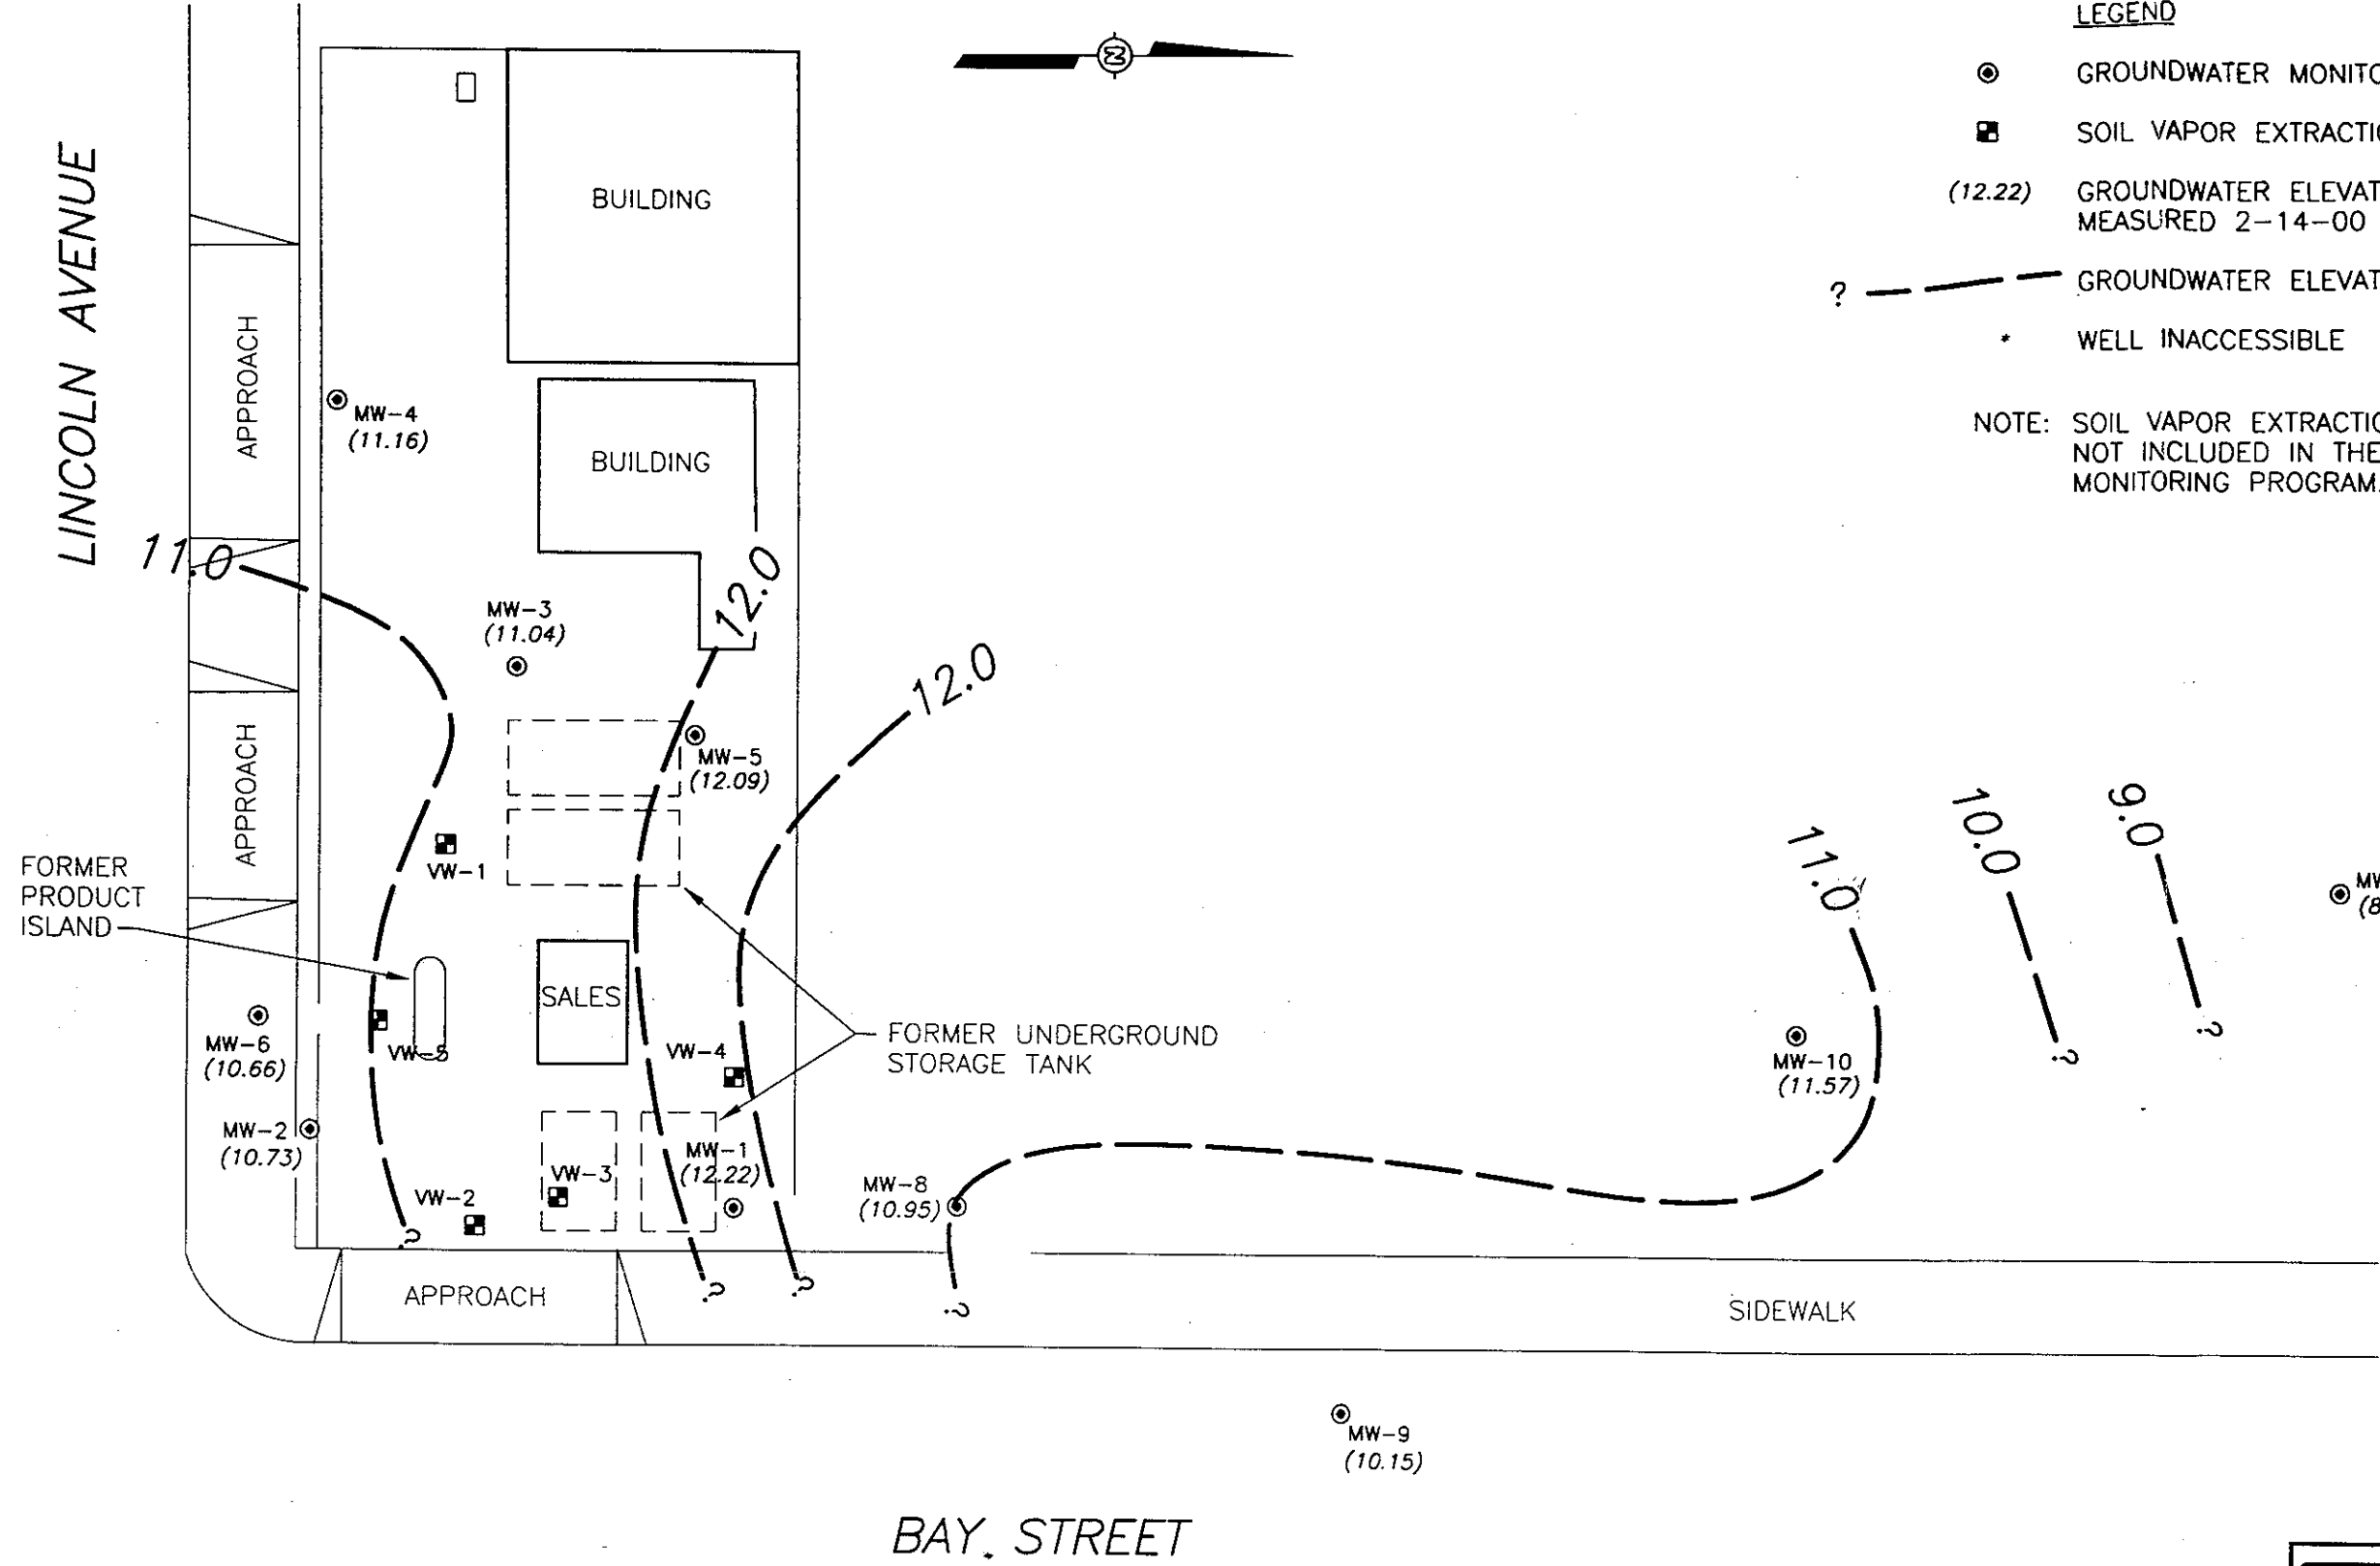 LEGEND
GROUNDWATER
SOIL VAPOR
(12.22) GROUNDWATER
MEASURED 2-14-00
? GROUNDWATER
* WELL INACCESSIBLE
NOTE: SOIL VAPOR
NOT INCLUDED IN THE
MONITORING PROGRAM.
N
LINCOLN AVENUE
APPROACH
BUILDING
MW-4
(11.16)
BUILDING
11.0
MW-3
(11.04)
12.0
12.0
MW-5
(12.09)
APPROACH
VW-1
FORMER
PRODUCT
ISLAND
11.0
10.0
9.0
SALES
MW-6
(10.66)
VW-5
VW-4
FORMER UNDERGROUND
STORAGE TANK
MW-10
(11.57)
?
?
MW-2
(10.73)
MW-1
(12.22)
VW-3
VW-2
MW-8
(10.95)
?
?
?
?
APPROACH
SIDEWALK
MW-9
(10.15)
BAY STREET